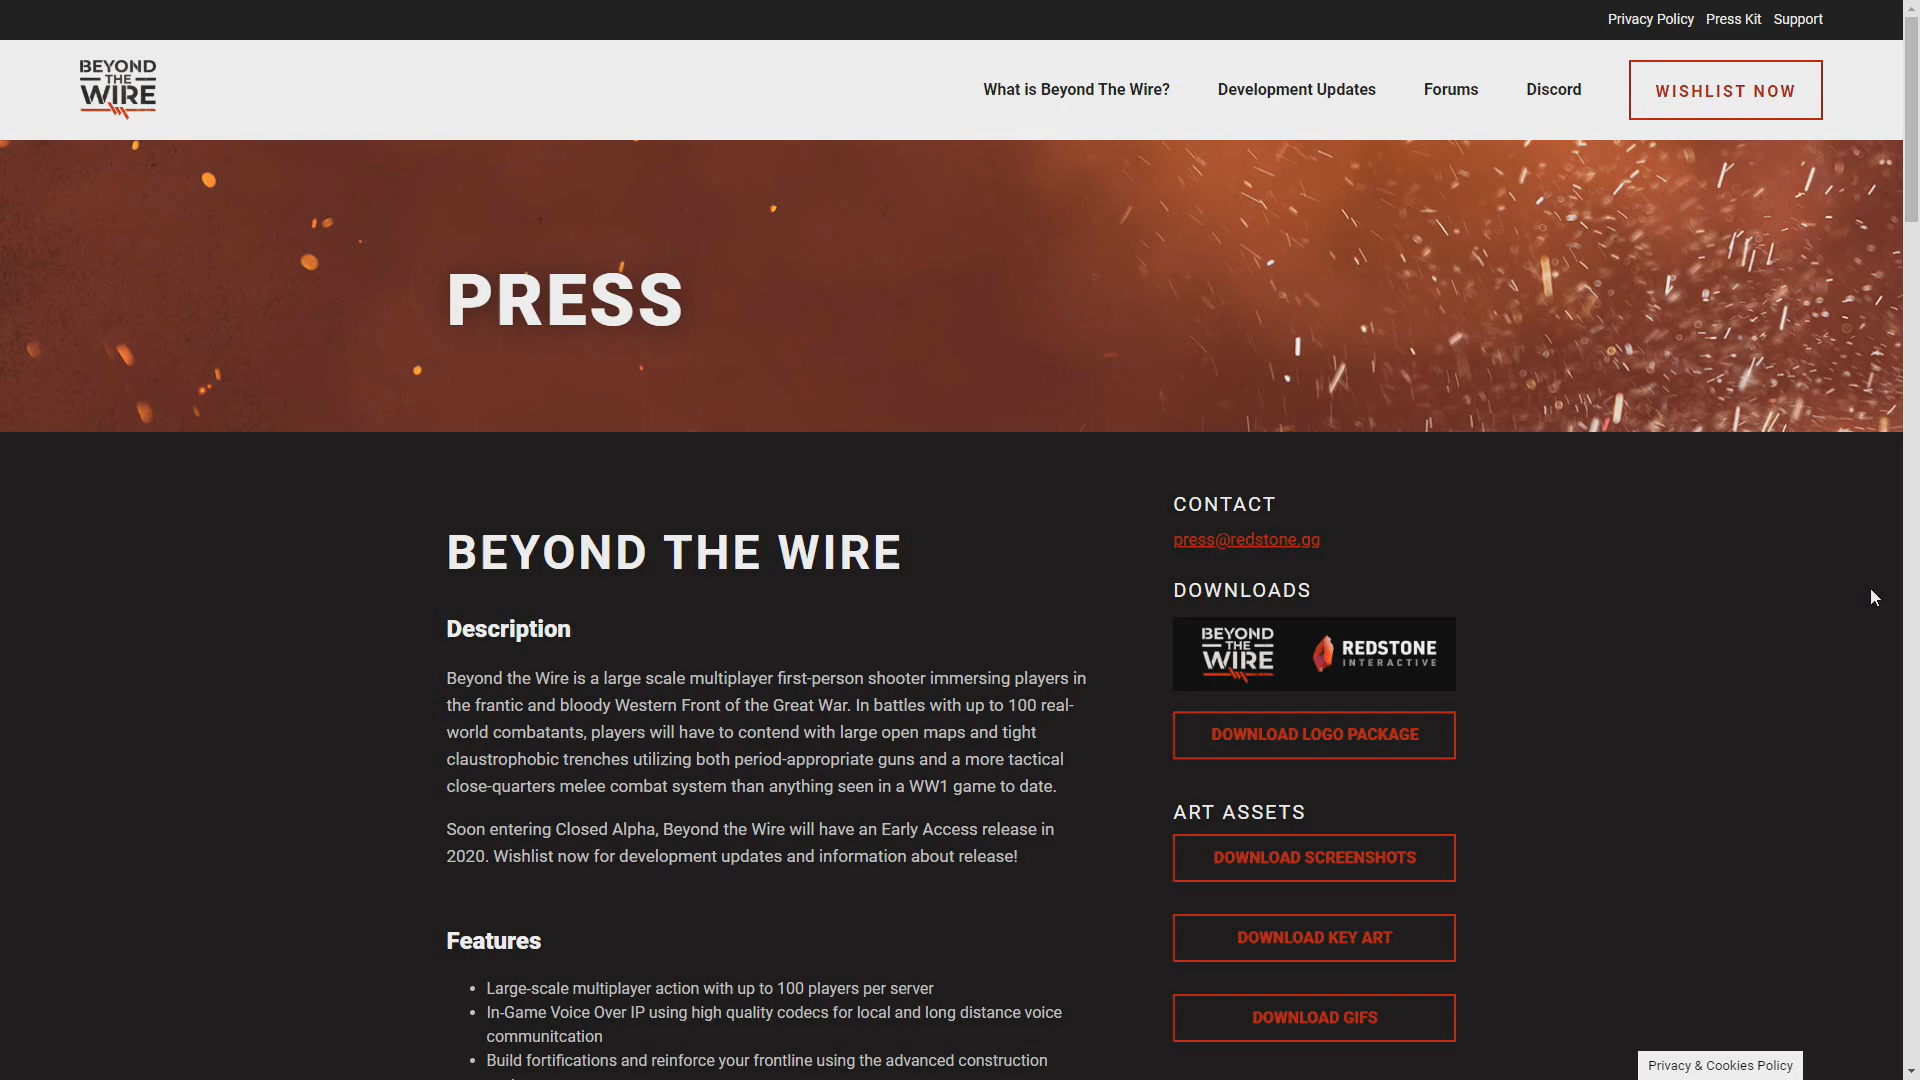 Privacy Policy Press Kit Support
BEYOND
THE
WIRE
What is Beyond The Wire? Development Updates Forums Discord WISHLIST NOW
PRESS
BEYOND THE WIRE
Description
Beyond the Wire is a large scale multiplayer first-person shooter immersing players in
the frantic and bloody Western Front of the Great War. In battles with up to 100 real-
world combatants, players will have to contend with large open maps and tight
claustrophobic trenches utilizing both period-appropriate guns and a more tactical
close-quarters melee combat system than anything seen in a WW1 game to date.
Soon entering Closed Alpha, Beyond the Wire will have an Early Access release in
2020. Wishlist now for development updates and information about release!
Features
Large-scale multiplayer action with up to 100 players per server
In-Game Voice Over IP using high quality codecs for local and long distance voice
communitcation
Build fortifications and reinforce your frontline using the advanced construction
CONTACT
press@redstone.gg
DOWNLOADS
BEYOND
THE
WIRE
REDSTONE
INTERACTIVE
DOWNLOAD LOGO PACKAGE
ART ASSETS
DOWNLOAD SCREENSHOTS
DOWNLOAD KEY ART
DOWNLOAD GIFS
Privacy & Cookies Policy